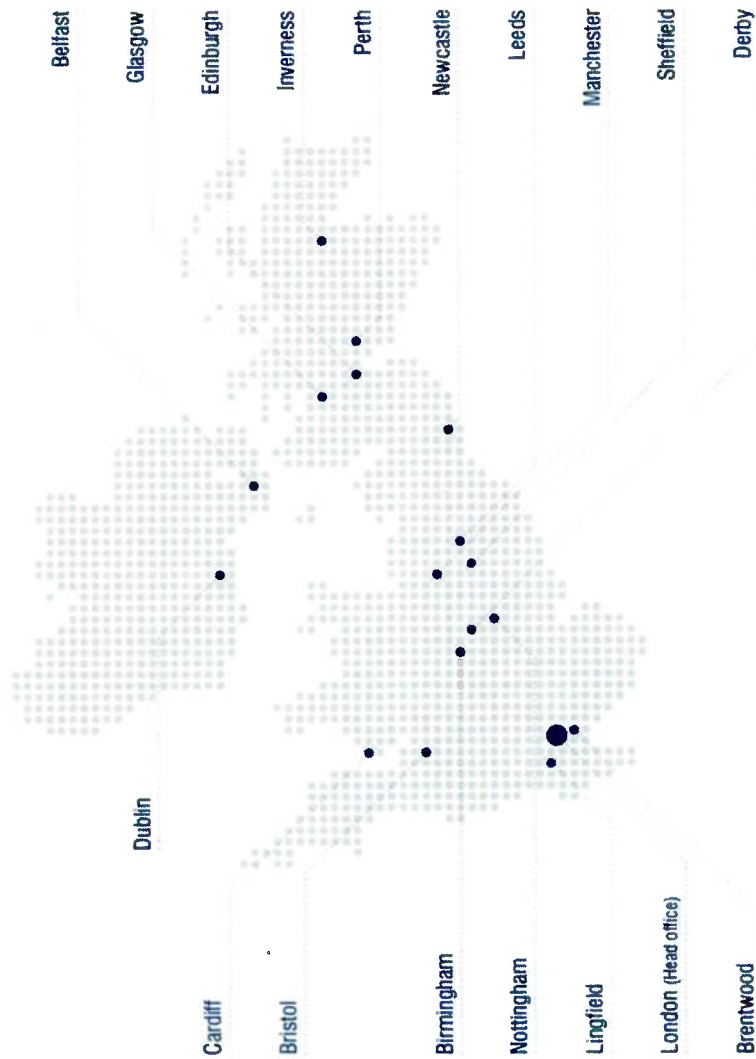 Belfast
Glasgow
Edinburgh
Inverness
Perth
Newcastle
Leeds
Manchester
Sheffield
Derby
Dublin
Cardiff
Bristol
Birmingham
Nottingham
Lingfield
London (Head office)
Brentwood